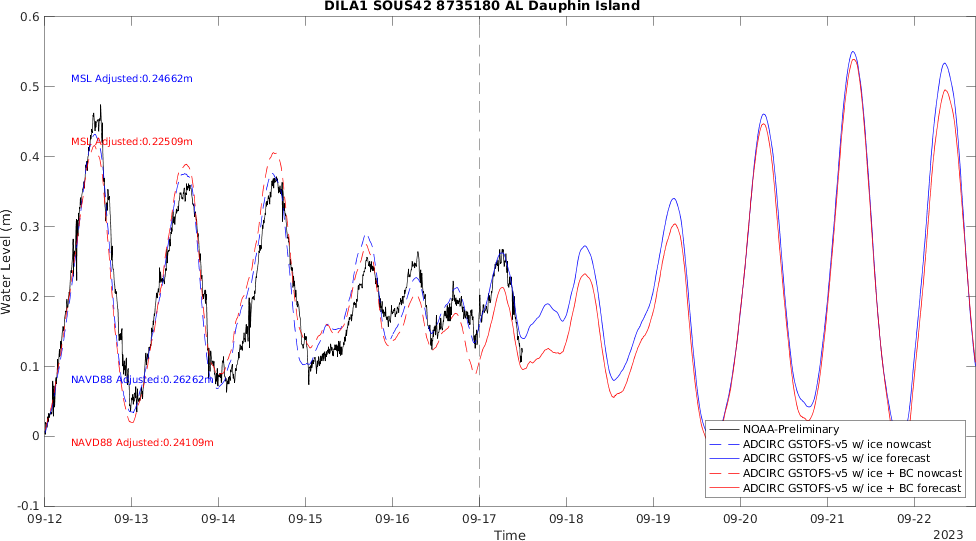 DILA1 SOUS42 8735180 AL Dauphin Island
0.6
0.5
0.4
0.3
0.2
0.1
0
-0.1
Water Level (m)
MSL Adjusted:0.24662m
MSL Adjusted:0.22509m
NAVD88 Adjusted:0.26262m
NAVD88 Adjusted:0.24109m
NOAA-Preliminary
ADCIRC GSTOFS-v5 w/ ice nowcast
ADCIRC GSTOFS-v5 w/ ice forecast
ADCIRC GSTOFS-v5 w/ ice + BC nowcast
ADCIRC GSTOFS-v5 w/ ice + BC forecast
09-12 09-13 09-14 09-15 09-16 09-17 09-18 09-19 09-20 09-21 09-22
Time
2023